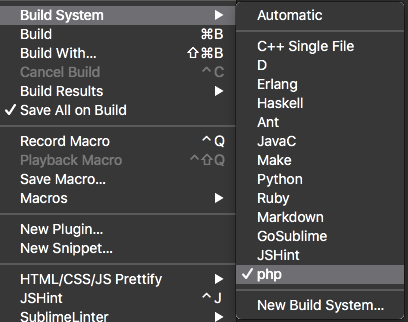 Build System ▶
Build ⌘B
Build With... ⇧⌘B
Cancel Build ⌃C
Build Results ▶
✓ Save All on Build
Record Macro ⌃Q
Playback Macro ⌃⇧Q
Save Macro...
Macros ▶
New Plugin...
New Snippet...
HTML/CSS/JS Prettify ▶
JSHint ⌃J
SublimeLinter ▶
Automatic
C++ Single File
D
Erlang
Haskell
Ant
JavaC
Make
Python
Ruby
Markdown
GoSublime
JSHint
✓ php
New Build System...